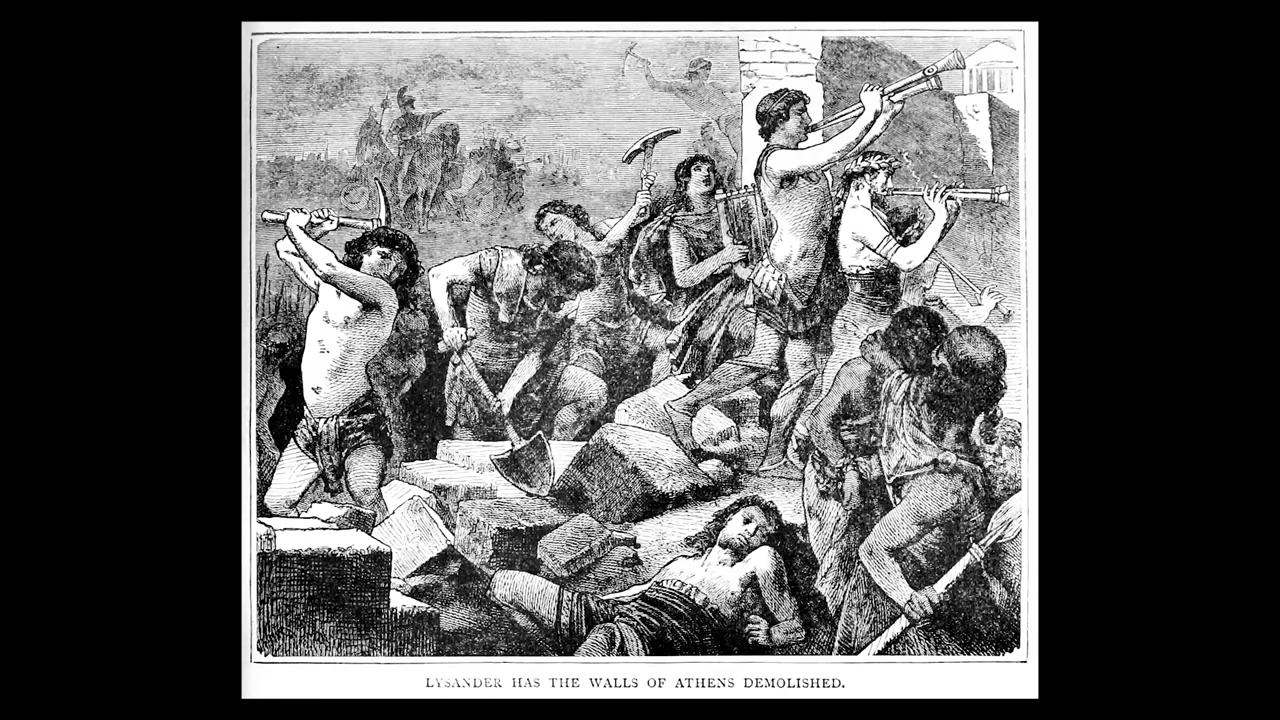 LYSANDER HAS THE WALLS OF ATHENS DEMOLISHED.